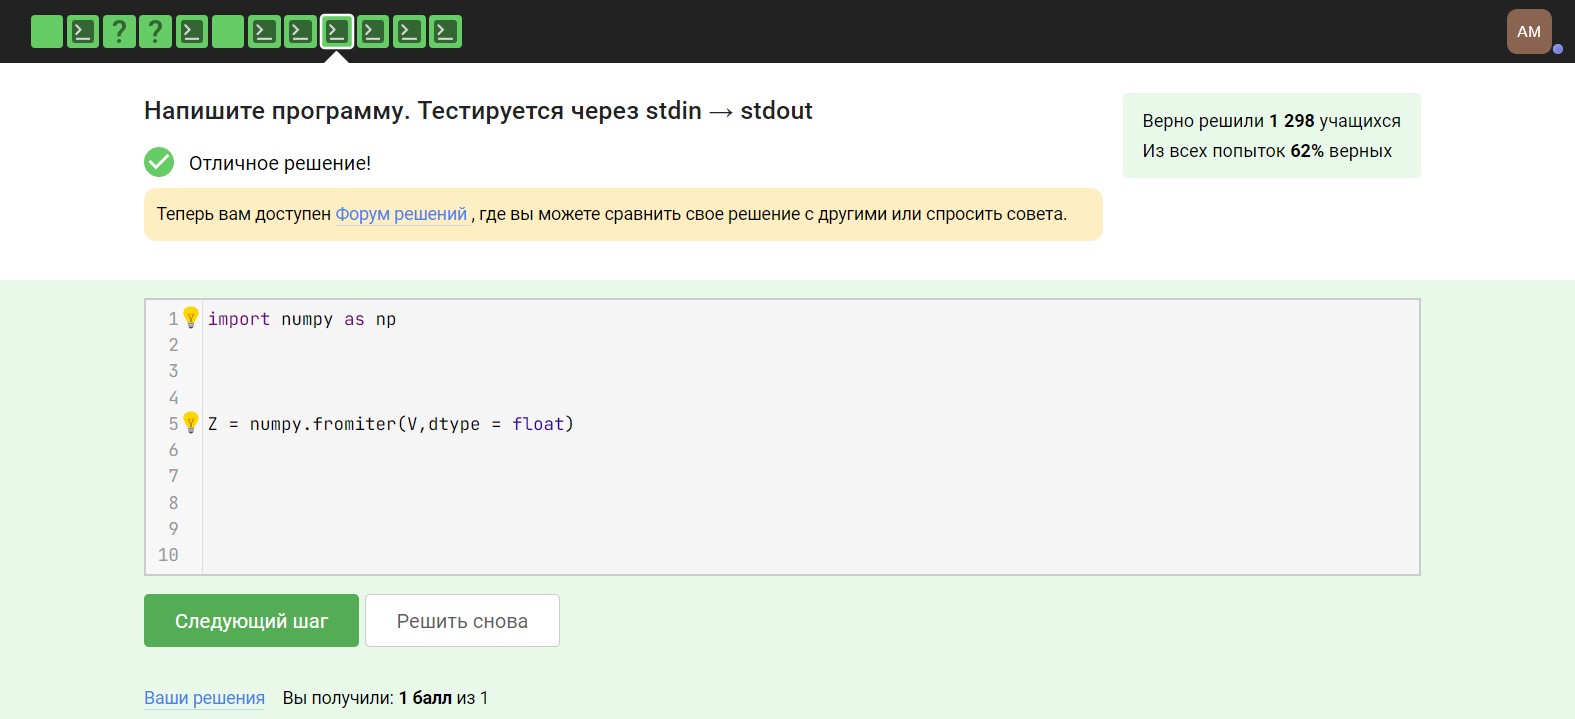 ? ?
AM
Напишите программу. Тестируется через stdin → stdout
Отличное решение!
Теперь вам доступен Форум решений , где вы можете сравнить свое решение с другими или спросить совета.
Верно решили 1 298 учащихся
Из всех попыток 62% верных
1 import numpy as np
2
3
4
5 Z = numpy.fromiter(V,dtype = float)
6
7
8
9
10
Следующий шаг
Решить снова
Ваши решения Вы получили: 1 балл из 1